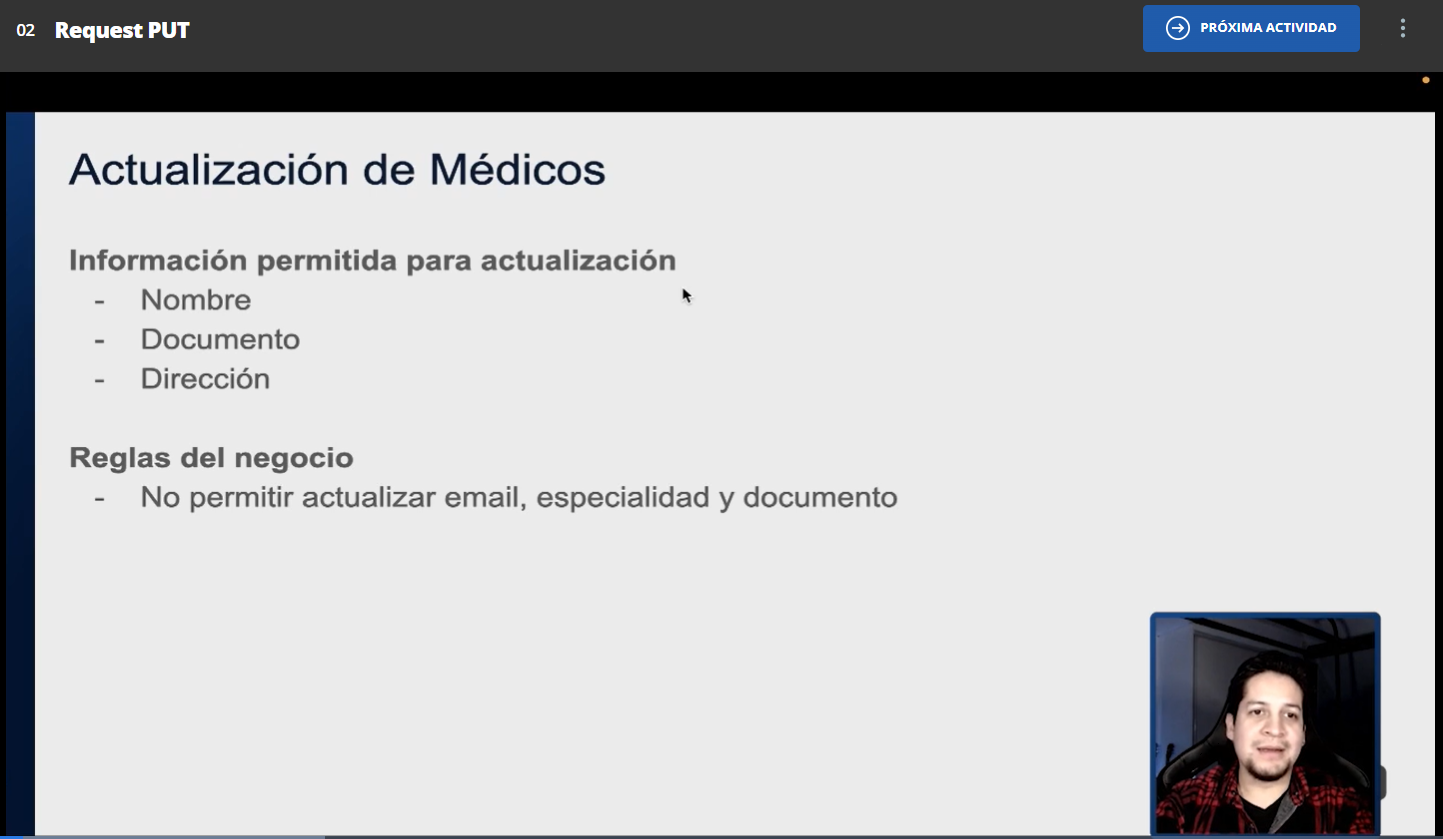 02 Request PUT
PRÓXIMA ACTIVIDAD
Actualización de Médicos
Información permitida para actualización
- Nombre
- Documento
- Dirección
Reglas del negocio
- No permitir actualizar email, especialidad y documento